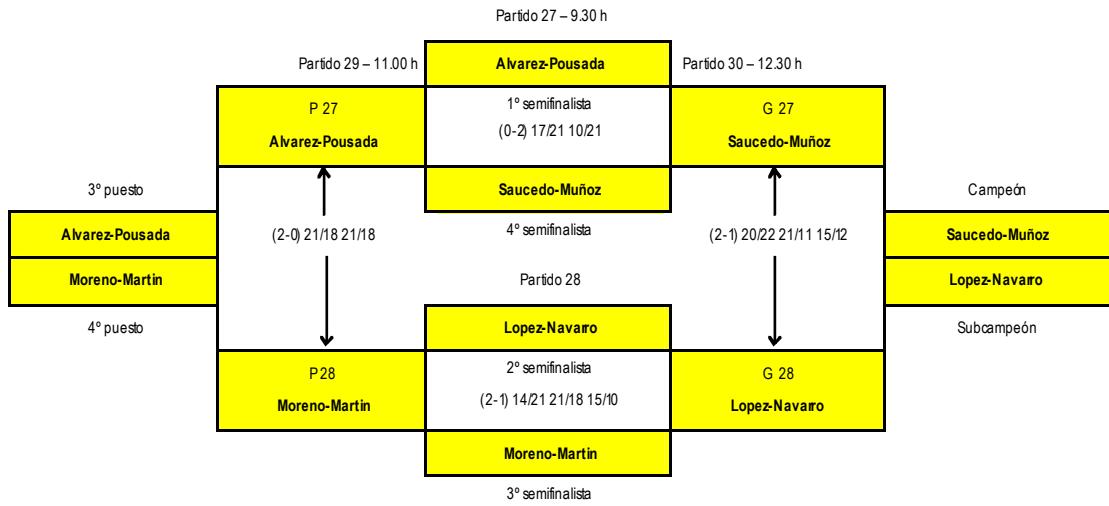 Partido 27 – 9.30 h
Partido 29 – 11.00 h
Alvarez-Pousada
Partido 30 – 12.30 h
P 27
Alvarez-Pousada
1º semifinalista
(0-2) 17/21 10/21
G 27
Saucedo-Muñoz
Saucedo-Muñoz
4º semifinalista
3º puesto
Alvarez-Pousada
Moreno-Martin
4º puesto
(2-0) 21/18 21/18
(2-1) 20/22 21/11 15/12
Campeón
Saucedo-Muñoz
Lopez-Navarro
Subcampeón
Partido 28
Lopez-Navarro
P28
Moreno-Martin
2º semifinalista
(2-1) 14/21 21/18 15/10
G 28
Lopez-Navarro
Moreno-Martin
3º semifinalista